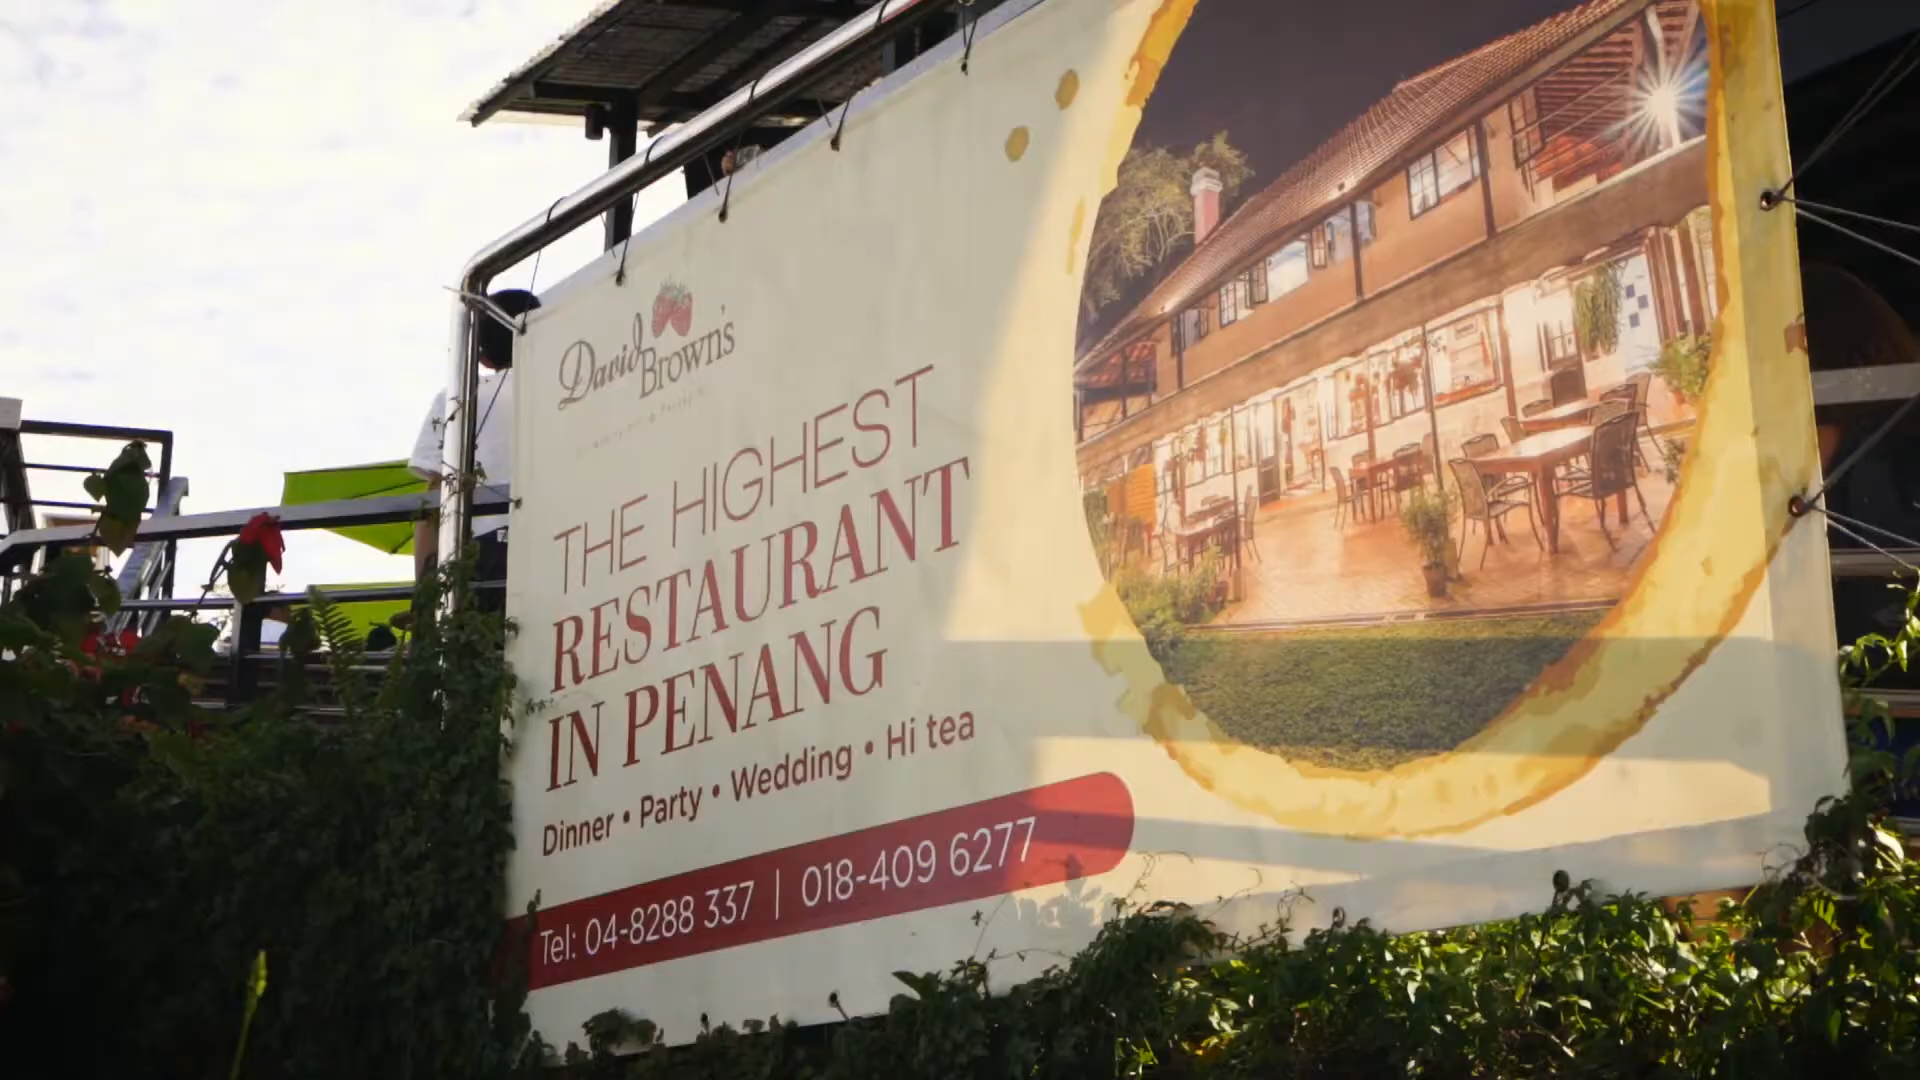 David Brown's
THE HIGHEST
RESTAURANT
IN PENANG
Dinner • Party • Wedding • Hi tea
Tel: 04-8288 337 | 018-409 6277